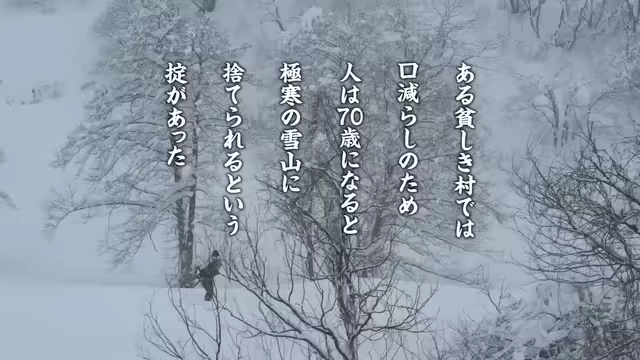 ある貧しき村では
口減らしのため
人は70歳になると
極寒の雪山に
捨てられるという
掟があった